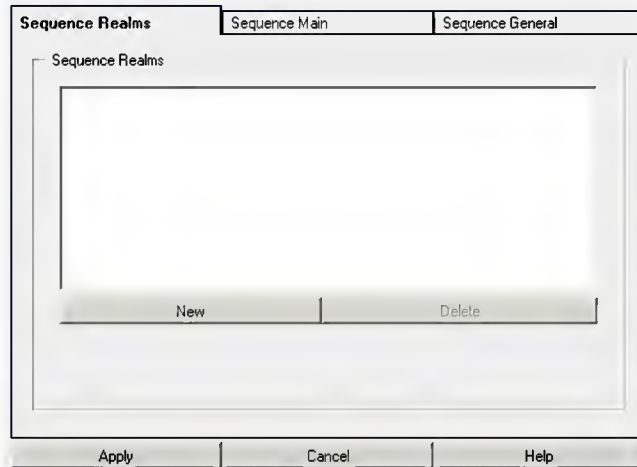 Sequence Realms Sequence Main Sequence General
Sequence Realms
New Delete
Apply Cancel Help